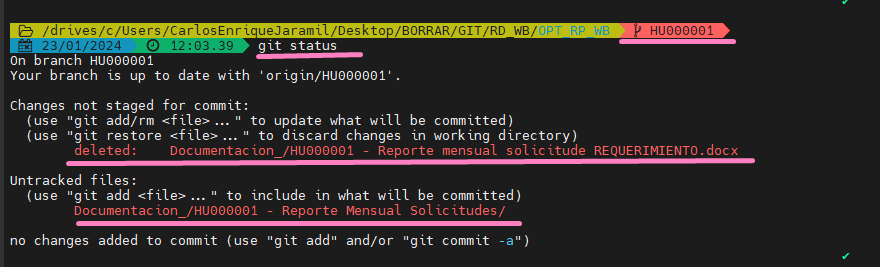 /drives/c/Users/CarlosEnriqueJaramil/Desktop/BORRAR/GIT/RD_WB/OPT_RP_WB HU000001
23/01/2024 12:03.39 git status
On branch HU000001
Your branch is up to date with 'origin/HU000001'.
Changes not staged for commit:
(use "git add/rm <file>..." to update what will be committed)
(use "git restore <file>..." to discard changes in working directory)
deleted: Documentacion_/HU000001 - Reporte mensual solicitude REQUERIMIENTO.docx
Untracked files:
(use "git add <file>..." to include in what will be committed)
Documentacion_/HU000001 - Reporte Mensual Solicitudes/
no changes added to commit (use "git add" and/or "git commit -a")